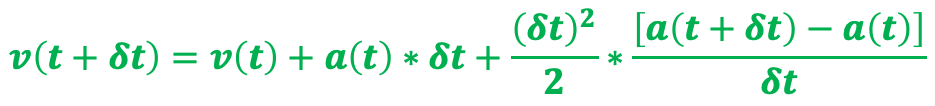 v(t + δt) = v(t) + a(t) * δt + (δt)²/2 * [a(t + δt) − a(t)]/δt